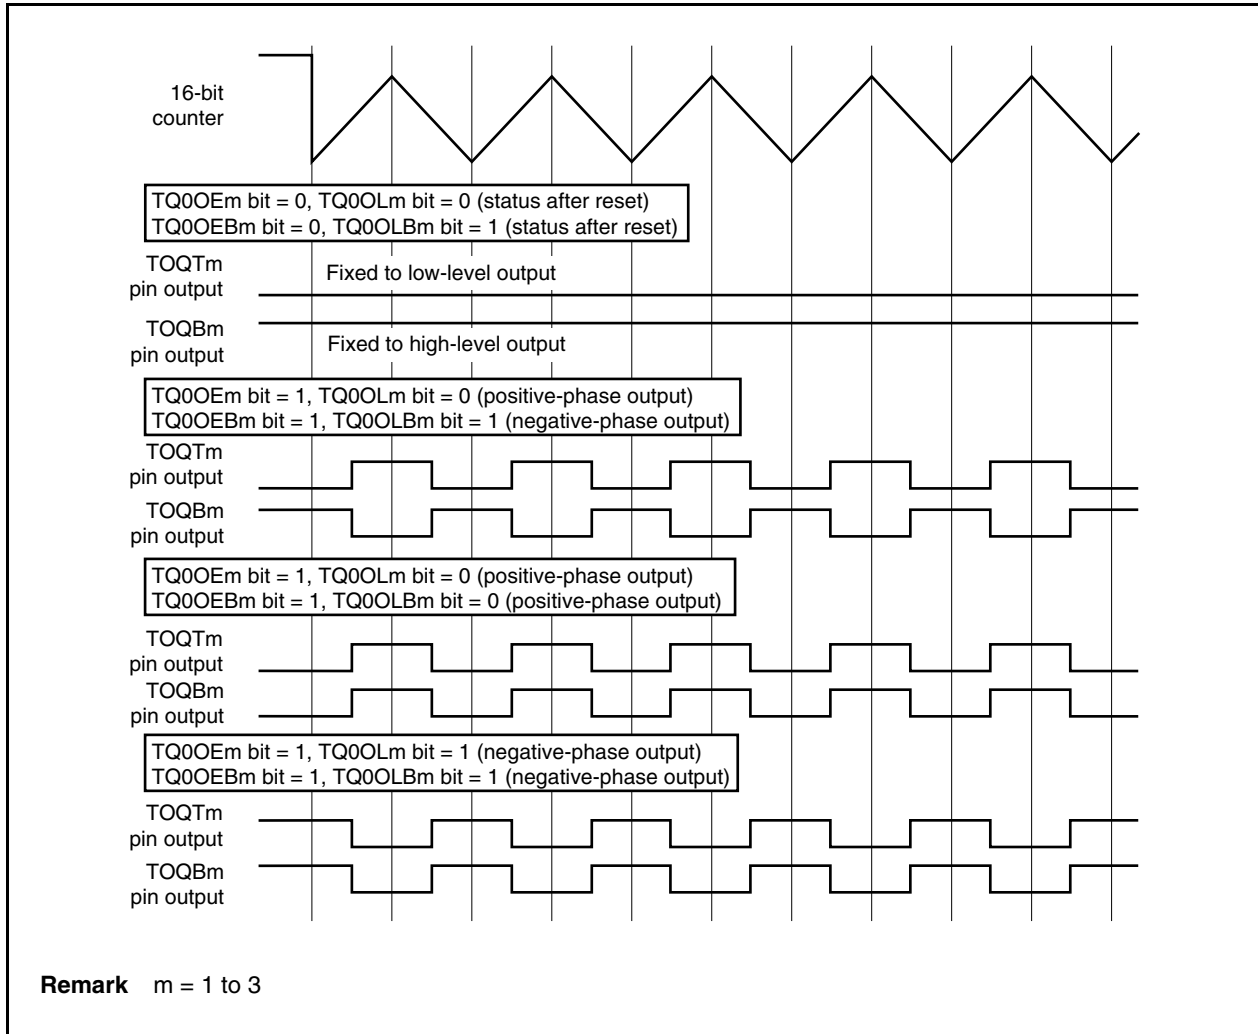 16-bit
counter
TQ0OEm bit = 0, TQ0OLm bit = 0 (status after reset)
TQ0OEBm bit = 0, TQ0OLBm bit = 1 (status after reset)
TOQTm
pin output
Fixed to low-level output
TOQBm
pin output
Fixed to high-level output
TQ0OEm bit = 1, TQ0OLm bit = 0 (positive-phase output)
TQ0OEBm bit = 1, TQ0OLBm bit = 1 (negative-phase output)
TOQTm
pin output
TOQBm
pin output
TQ0OEm bit = 1, TQ0OLm bit = 0 (positive-phase output)
TQ0OEBm bit = 1, TQ0OLBm bit = 0 (positive-phase output)
TOQTm
pin output
TOQBm
pin output
TQ0OEm bit = 1, TQ0OLm bit = 1 (negative-phase output)
TQ0OEBm bit = 1, TQ0OLBm bit = 1 (negative-phase output)
TOQTm
pin output
TOQBm
pin output
Remark m = 1 to 3